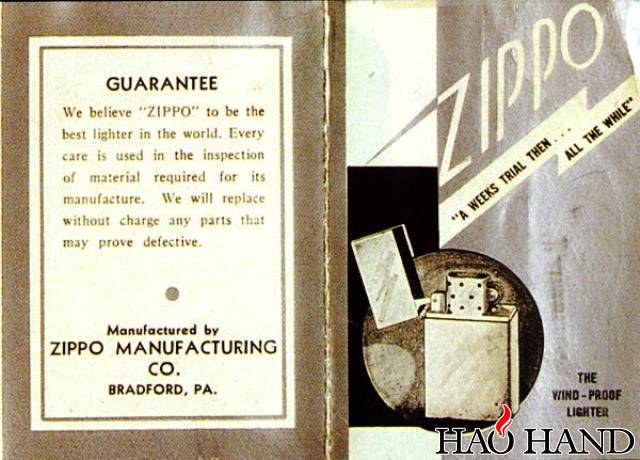 GUARANTEE
We believe "ZIPPO" to be the
best lighter in the world. Every
care is used in the inspection
of material required for its
manufacture. We will replace
without charge any parts that
may prove defective.
Manufactured by
ZIPPO MANUFACTURING
CO.
BRADFORD, PA.
ZIPPO
"A WEEKS TRIAL THEN ...
ALL THE WHILE"
THE
WIND-PROOF
LIGHTER
HAO HAND